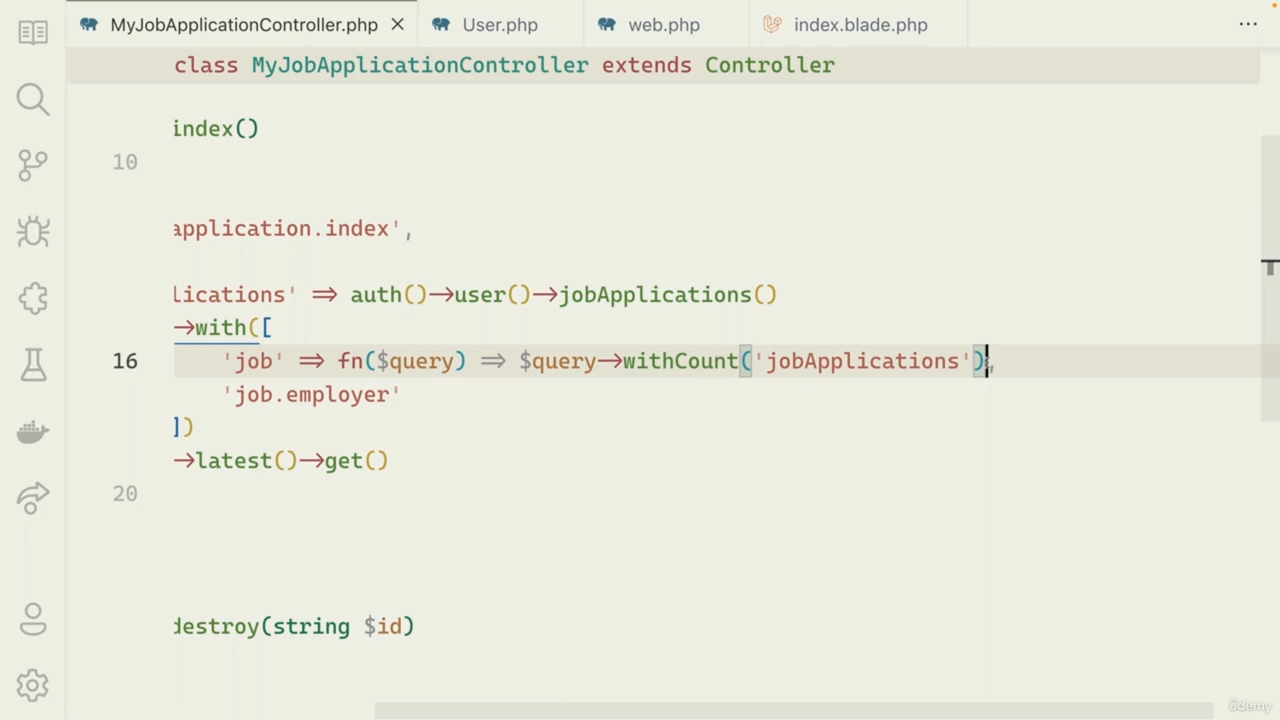 MyJobApplicationController.php User.php web.php index.blade.php
class MyJobApplicationController extends Controller
index()
10
application.index',
lications' => auth()->user()->jobApplications()
->with([
16 'job' => fn($query) => $query->withCount('jobApplications'),
'job.employer'
])
->latest()->get()
20
destroy(string $id)
ûdemy